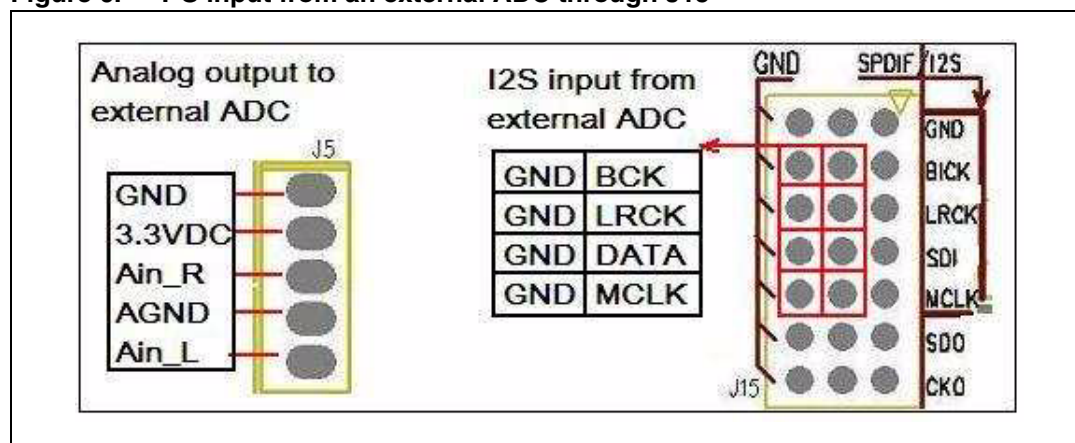 Analog output to
external ADC
J5
GND
3.3VDC
Ain_R
AGND
Ain_L
I2S input from
external ADC
GND BCK
GND LRCK
GND DATA
GND MCLK
GND SPDIF/I2S
GND
BICK
LRCK
SDI
MCLK
SDO
CKO
J15